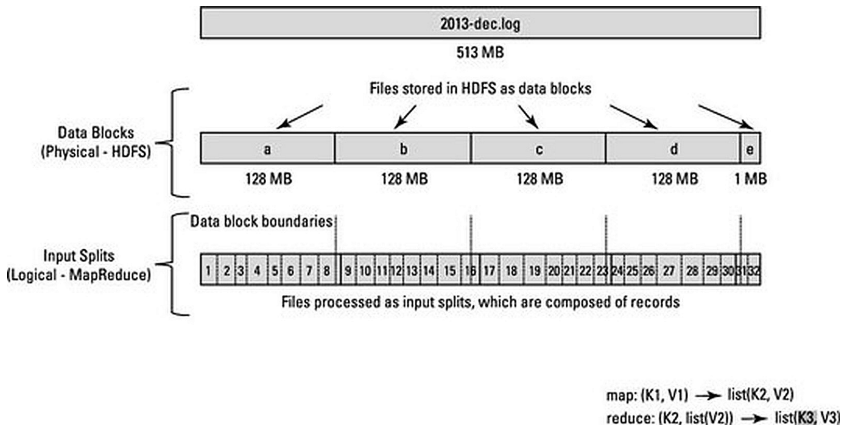 2013-dec.log
513 MB
Files stored in HDFS as data blocks
Data Blocks
(Physical - HDFS)
a b c d e
128 MB 128 MB 128 MB 128 MB 1 MB
Data block boundaries
Input Splits
(Logical - MapReduce)
1 2 3 4 5 6 7 8 9 10 11 12 13 14 15 16 17 18 19 20 21 22 23 24 25 26 27 28 29 30 31 32
Files processed as input splits, which are composed of records
map: (K1, V1) → list(K2, V2)
reduce: (K2, list(V2)) → list(K3, V3)